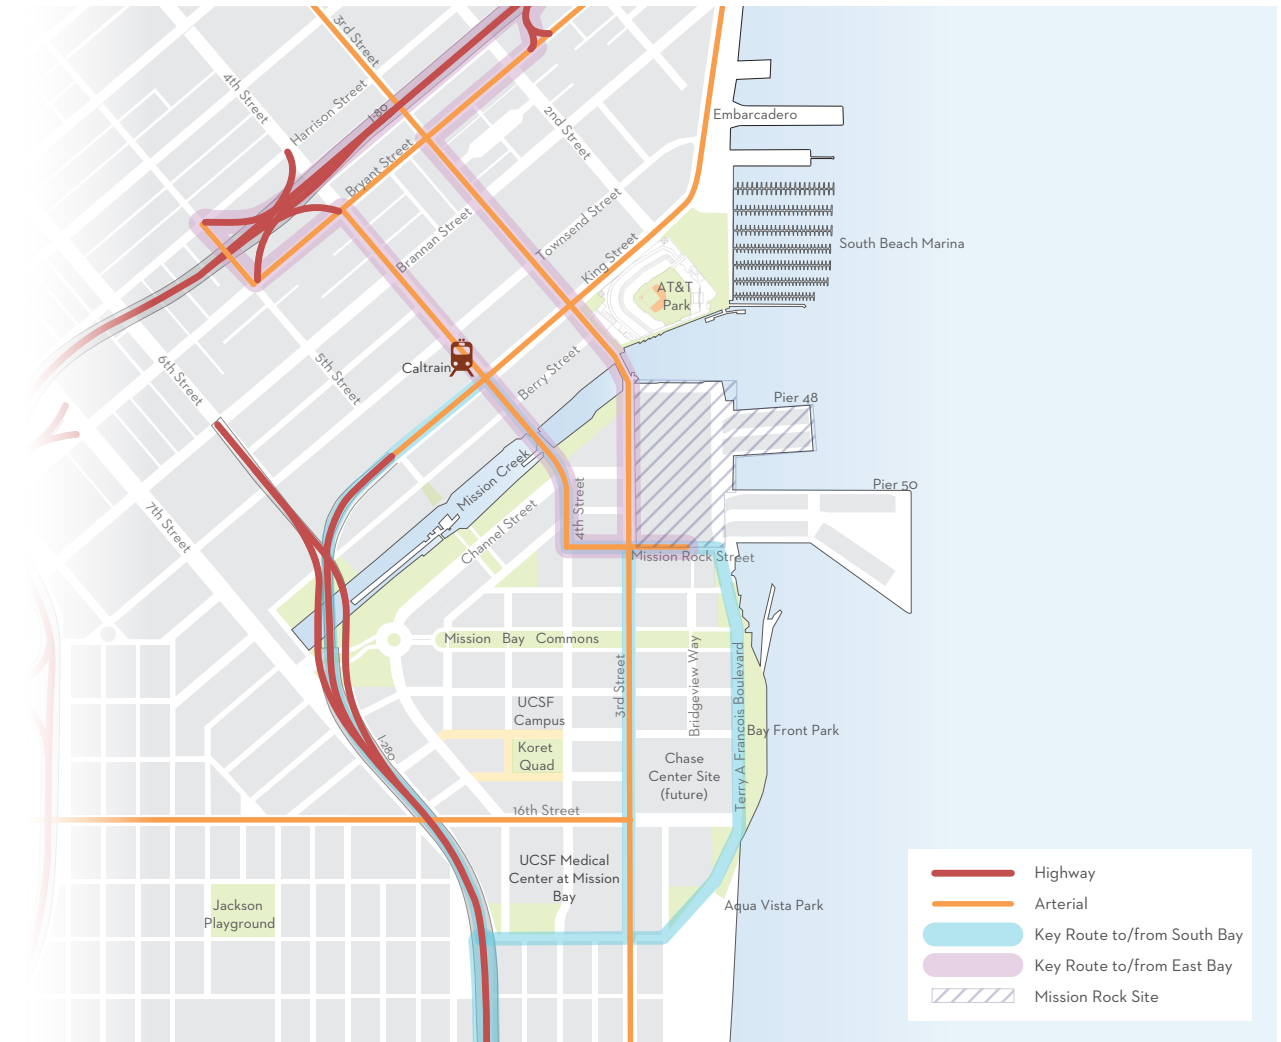 3rd Street
4th Street
Harrison Street
I-80
2nd Street
Embarcadero
Bryant Street
Brannan Street
Townsend Street
King Street
South Beach Marina
AT&T
Park
6th Street
5th Street
Caltrain
Berry Street
Pier 48
Mission Creek
Pier 50
7th Street
Channel Street
4th Street
Mission Rock Street
Mission Bay Commons
3rd Street
Bridgeview Way
Terry A Francois Boulevard
UCSF
Campus
Bay Front Park
I-280
Koret
Quad
Chase
Center Site
(future)
16th Street
UCSF Medical
Center at Mission
Bay
Jackson
Playground
Aqua Vista Park
Highway
Arterial
Key Route to/from South Bay
Key Route to/from East Bay
Mission Rock Site